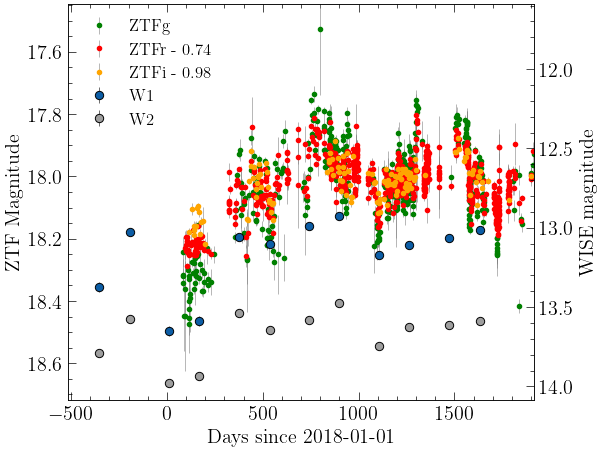 ZTFg
ZTFr - 0.74
ZTFi - 0.98
W1
W2
17.6
17.8
18.0
18.2
18.4
18.6
ZTF Magnitude
12.0
12.5
13.0
13.5
14.0
WISE magnitude
−500
0
500
1000
1500
Days since 2018-01-01